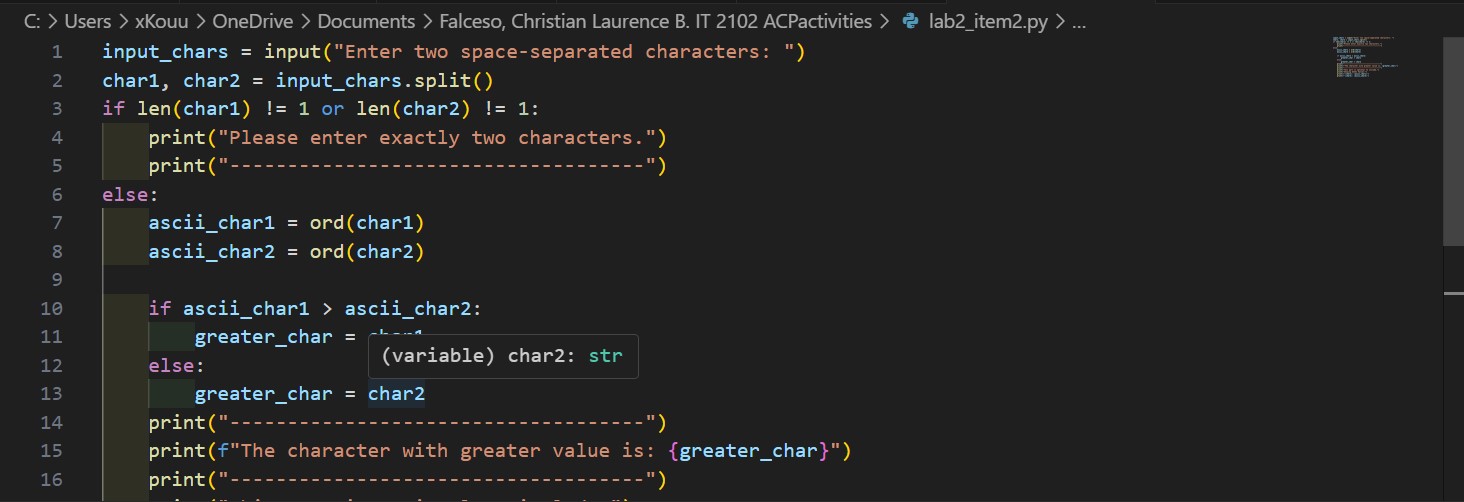 C: > Users > xKouu > OneDrive > Documents > Falceso, Christian Laurence B. IT 2102 ACPactivities > lab2_item2.py > ...
1 input_chars = input("Enter two space-separated characters: ")
2 char1, char2 = input_chars.split()
3 if len(char1) != 1 or len(char2) != 1:
4 print("Please enter exactly two characters.")
5 print("------------------------------------")
6 else:
7 ascii_char1 = ord(char1)
8 ascii_char2 = ord(char2)
9
10 if ascii_char1 > ascii_char2:
11 greater_char =
(variable) char2: str
12 else:
13 greater_char = char2
14 print("------------------------------------")
15 print(f"The character with greater value is: {greater_char}")
16 print("------------------------------------")